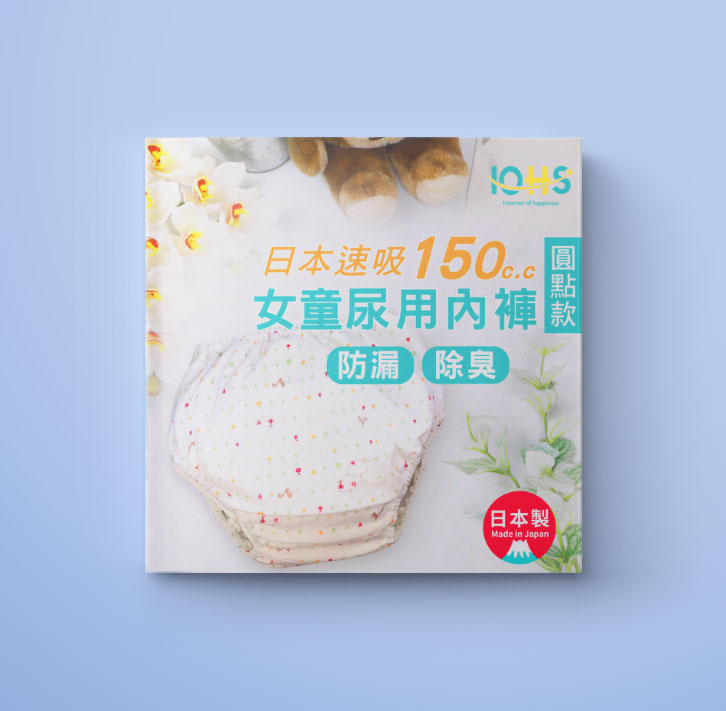 IOHS
Internet of happiness
日本速吸150c.c
圓點款
女童尿用內褲
防漏 除臭
日本製
Made in Japan